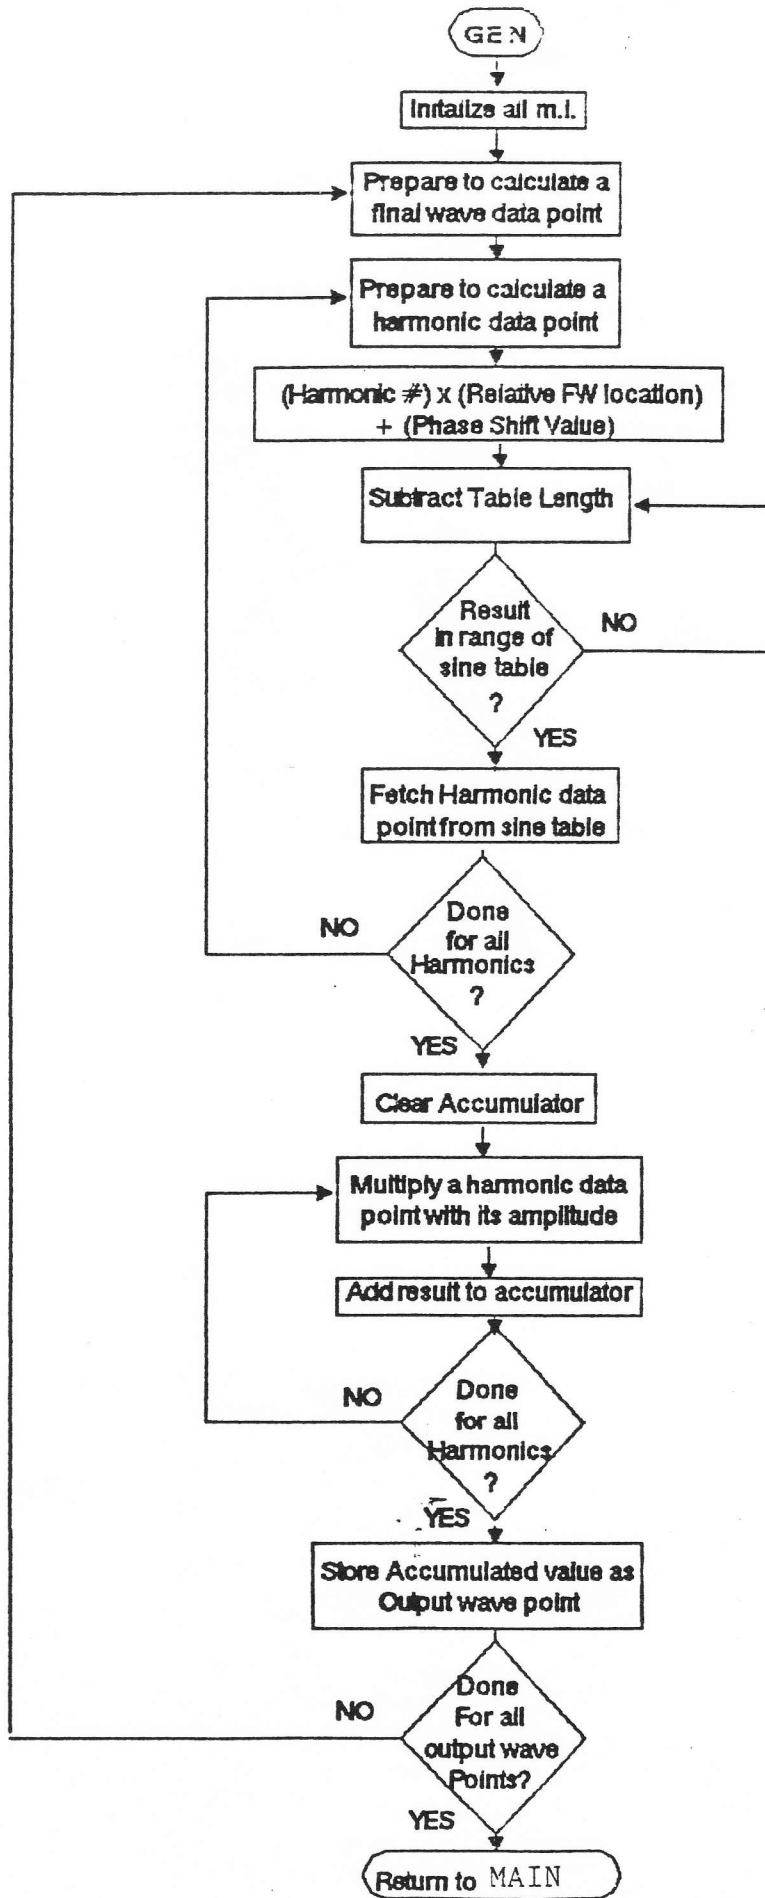 GEN
Initialize all m.l.
Prepare to calculate a
final wave data point
Prepare to calculate a
harmonic data point
(Harmonic #) x (Relative FW location)
+ (Phase Shift Value)
Subtract Table Length
Result
in range of
sine table
?
NO
YES
Fetch Harmonic data
point from sine table
NO
Done
for all
Harmonics
?
YES
Clear Accumulator
Multiply a harmonic data
point with its amplitude
Add result to accumulator
NO
Done
for all
Harmonics
?
YES
Store Accumulated value as
Output wave point
NO
Done
For all
output wave
Points?
YES
Return to MAIN